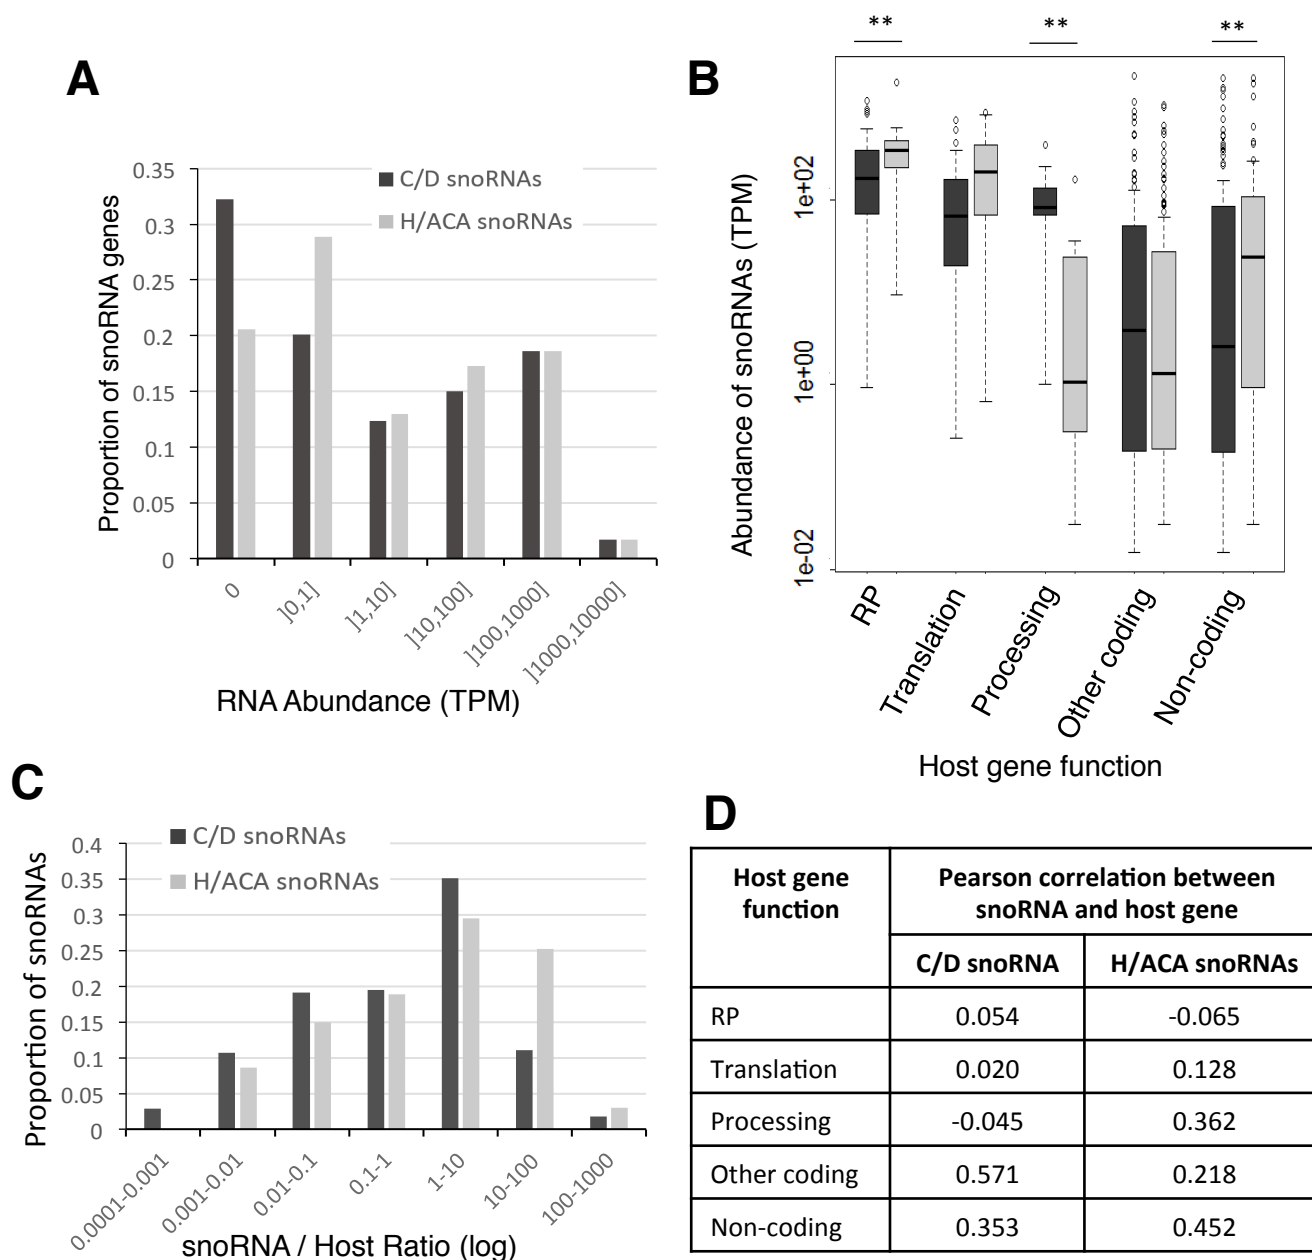 A
C/D snoRNAs
H/ACA snoRNAs
Proportion of snoRNA genes
0.35
0.3
0.25
0.2
0.15
0.1
0.05
0
0
]0,1]
]1,10]
]10,100]
]100,1000]
]1000,10000]
RNA Abundance (TPM)
B
** ** **
Abundance of snoRNAs (TPM)
1e+02
1e+00
1e-02
RP
Translation
Processing
Other coding
Non-coding
Host gene function
C
C/D snoRNAs
H/ACA snoRNAs
Proportion of snoRNAs
0.4
0.35
0.3
0.25
0.2
0.15
0.1
0.05
0
0.0001-0.001
0.001-0.01
0.01-0.1
0.1-1
1-10
10-100
100-1000
snoRNA / Host Ratio (log)
D
Host gene function
Pearson correlation between
snoRNA and host gene
C/D snoRNA H/ACA snoRNAs
RP 0.054 -0.065
Translation 0.020 0.128
Processing -0.045 0.362
Other coding 0.571 0.218
Non-coding 0.353 0.452